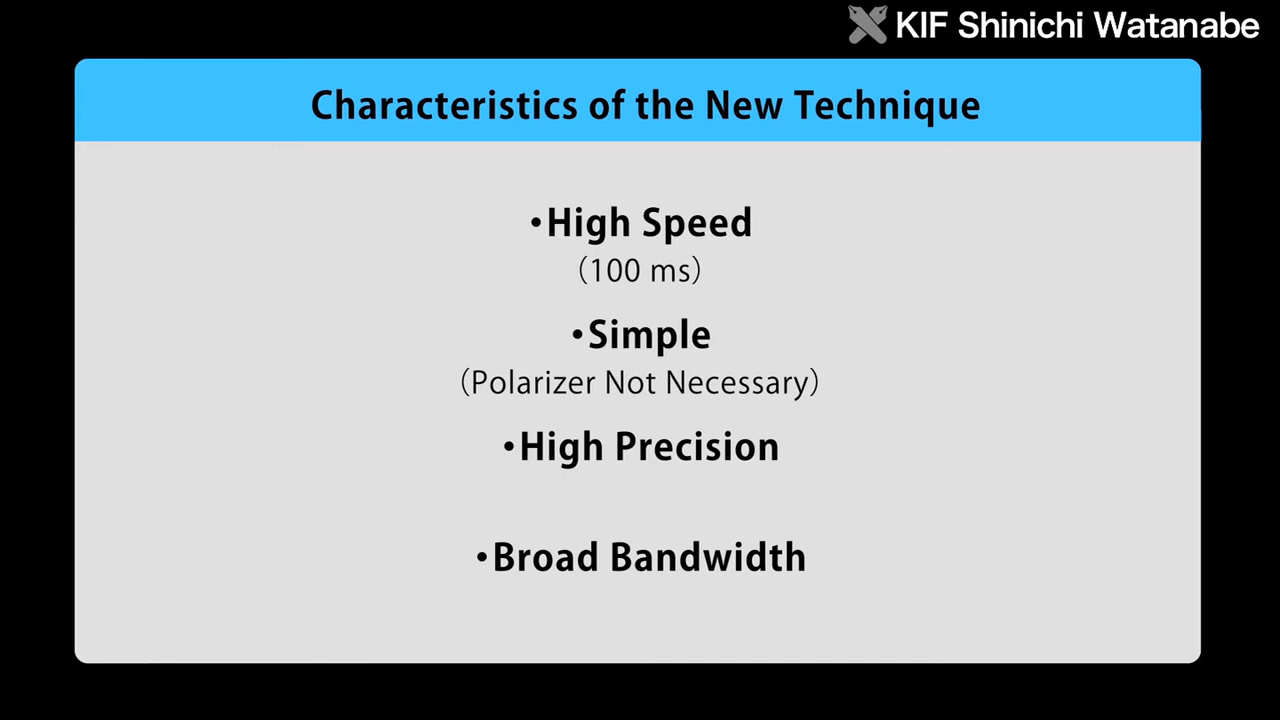 KIF Shinichi Watanabe
Characteristics of the New Technique
・High Speed
（100 ms）
・Simple
（Polarizer Not Necessary）
・High Precision
・Broad Bandwidth